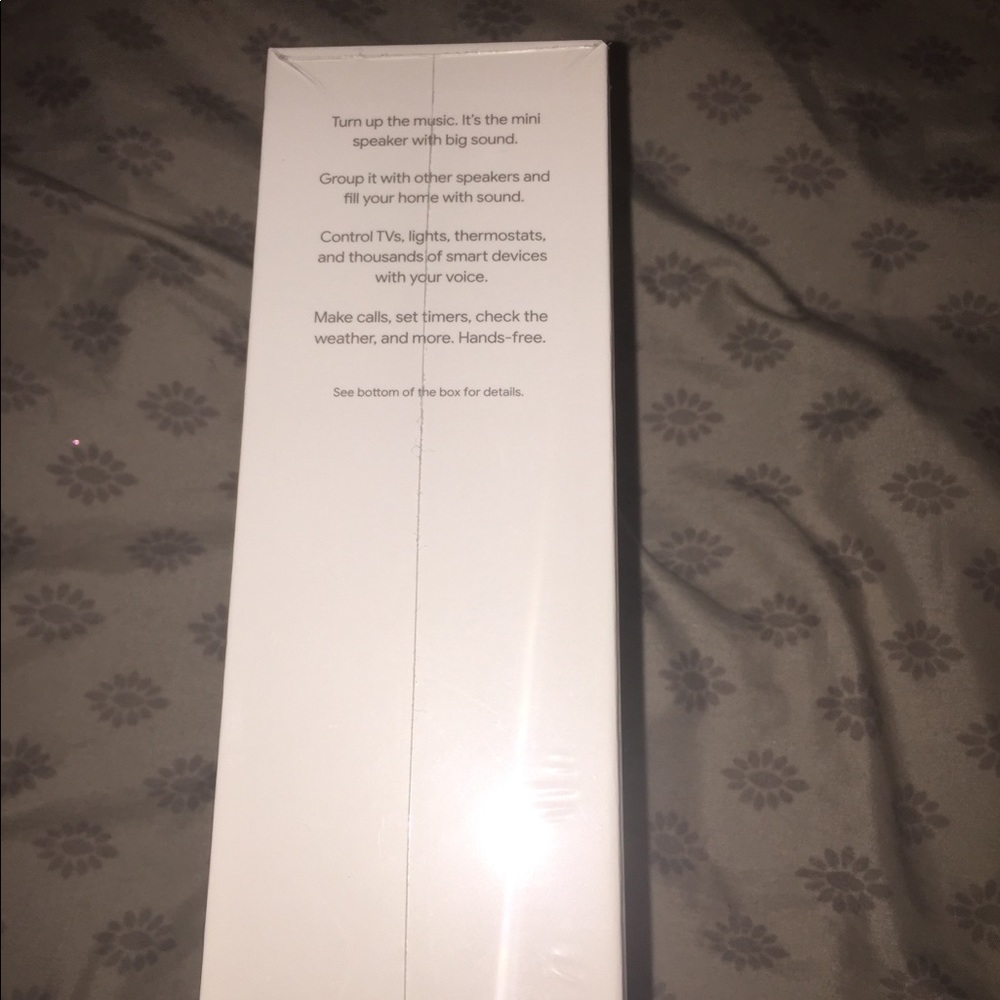 Turn up the music. It's the mini
speaker with big sound.
Group it with other speakers and
fill your home with sound.
Control TVs, lights, thermostats,
and thousands of smart devices
with your voice.
Make calls, set timers, check the
weather, and more. Hands-free.
See bottom of the box for details.